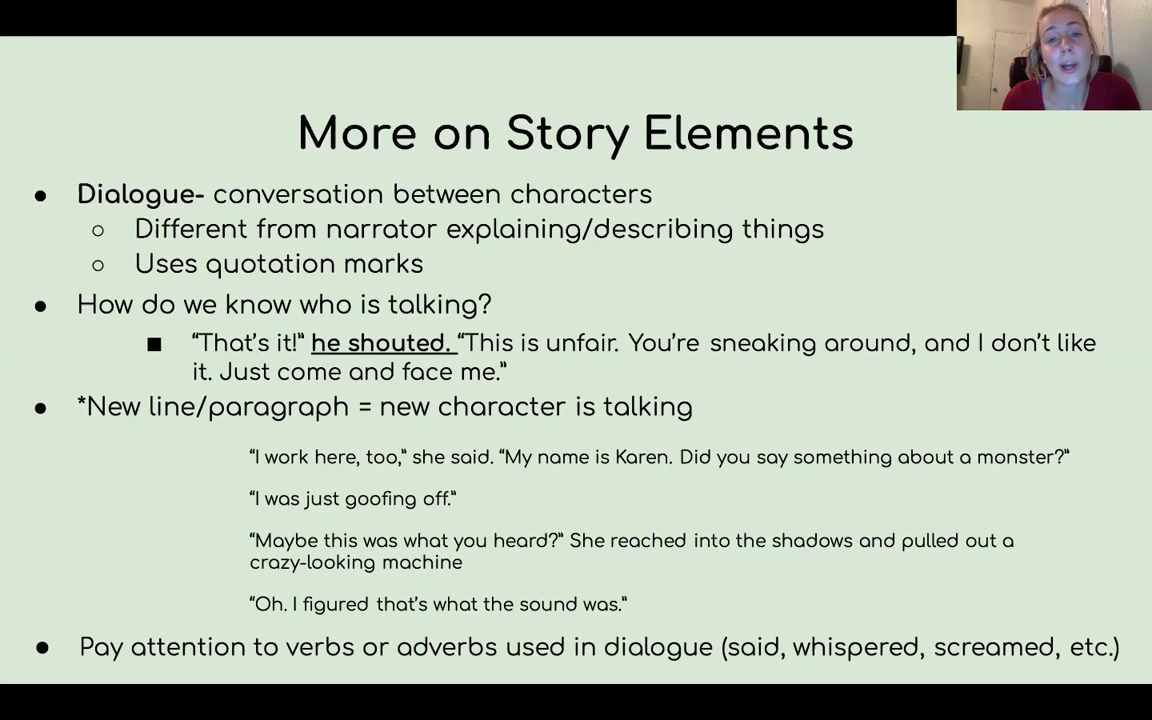 More on Story Elements
● Dialogue- conversation between characters
○ Different from narrator explaining/describing things
○ Uses quotation marks
● How do we know who is talking?
■ “That’s it!” he shouted. “This is unfair. You’re sneaking around, and I don’t like
it. Just come and face me.”
● *New line/paragraph = new character is talking
“I work here, too,” she said. “My name is Karen. Did you say something about a monster?”
“I was just goofing off.”
“Maybe this was what you heard?” She reached into the shadows and pulled out a
crazy-looking machine
“Oh. I figured that’s what the sound was.”
● Pay attention to verbs or adverbs used in dialogue (said, whispered, screamed, etc.)